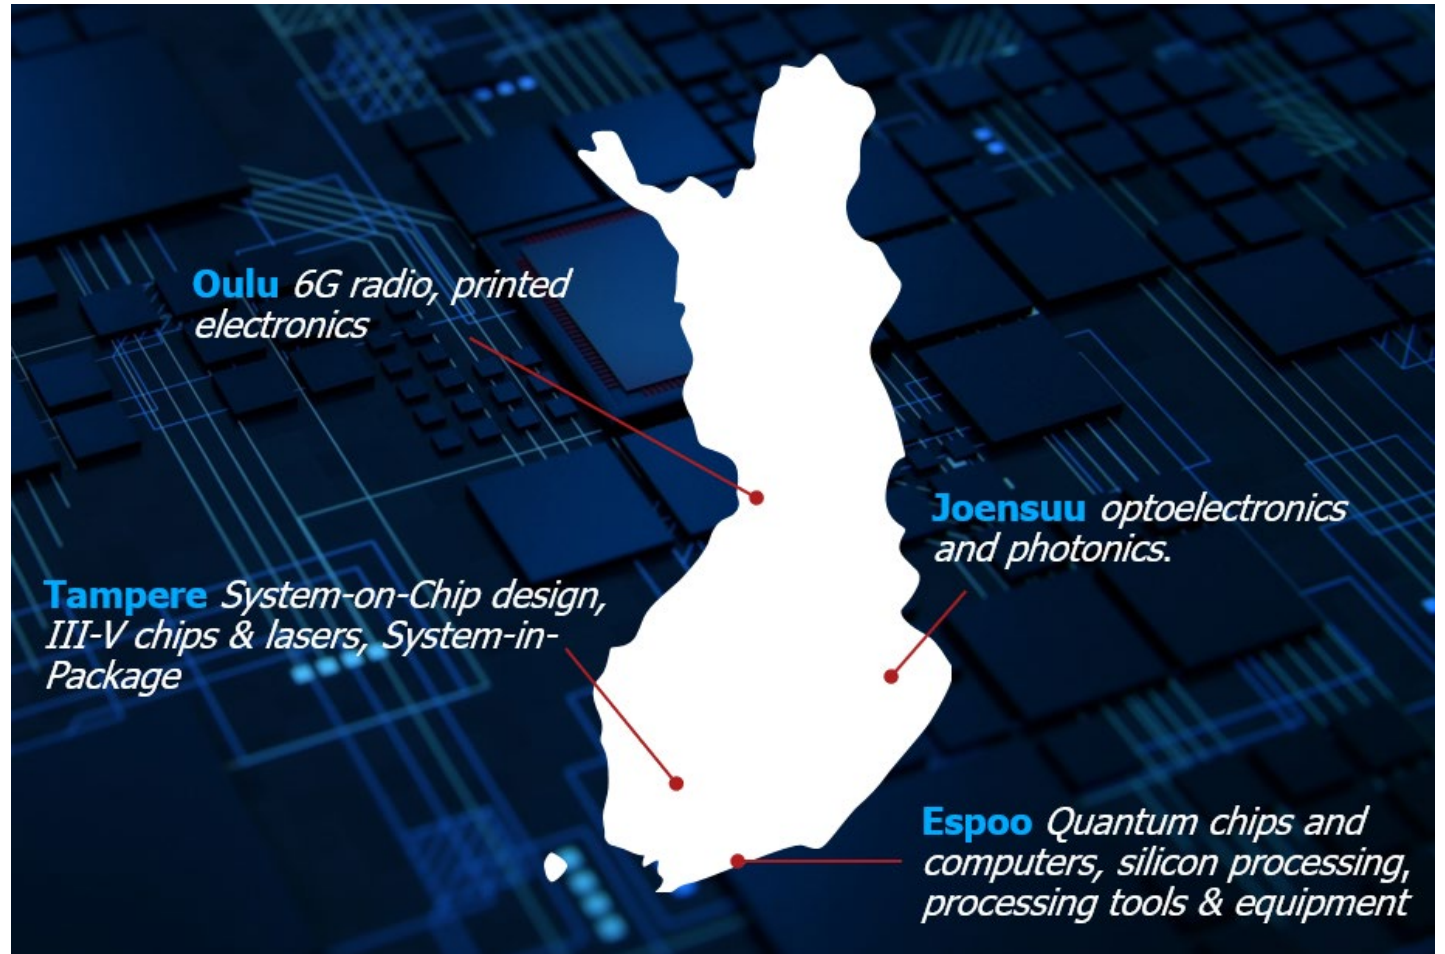 Oulu 6G radio, printed
electronics
Joensuu optoelectronics
and photonics.
Tampere System-on-Chip design,
III-V chips & lasers, System-in-
Package
Espoo Quantum chips and
computers, silicon processing,
processing tools & equipment